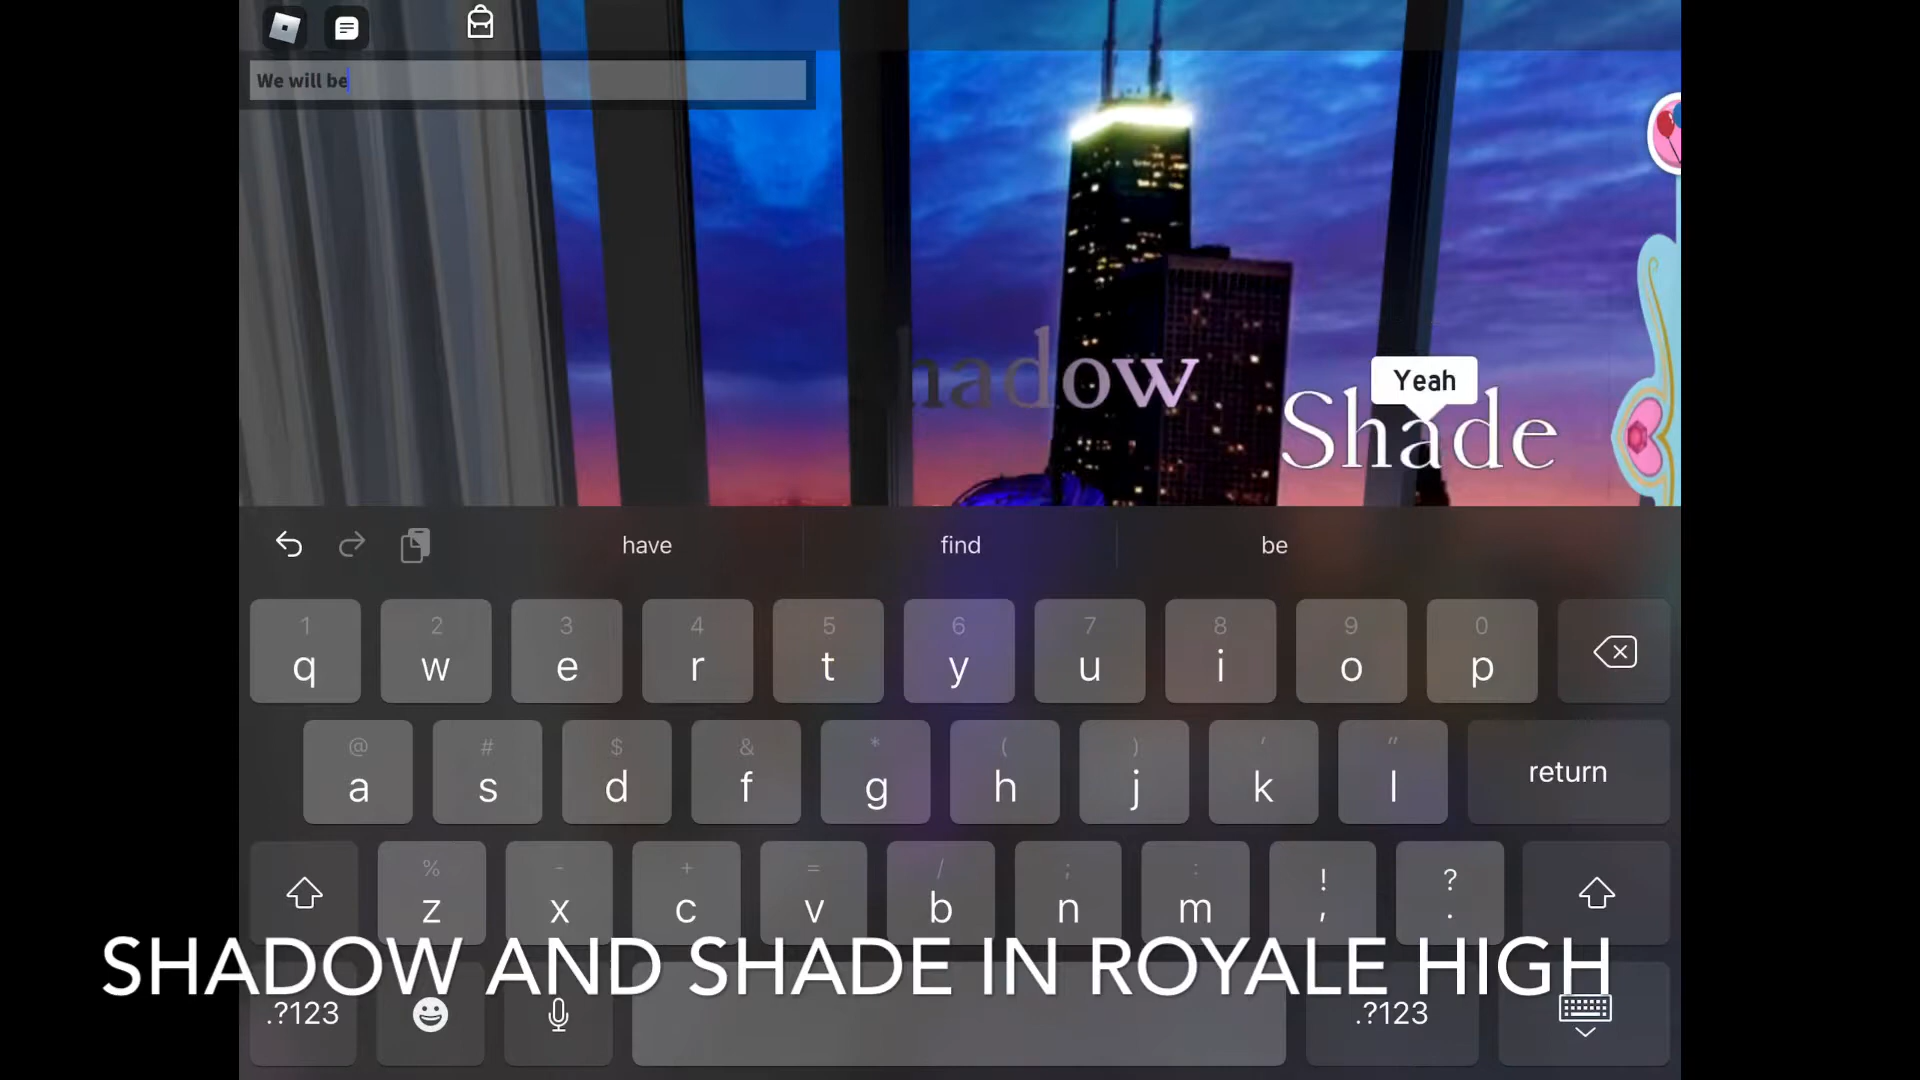 We will be
Yeah
hadow
Shade
have find be
1 2 3 4 5 6 7 8 9 0
q w e r t y u i o p
@ # $ & * ( ) ' "
a s d f g h j k l return
% - + = / ; : ! ?
z x c v b n m , .
SHADOW AND SHADE IN ROYALE HIGH
.?123 .?123